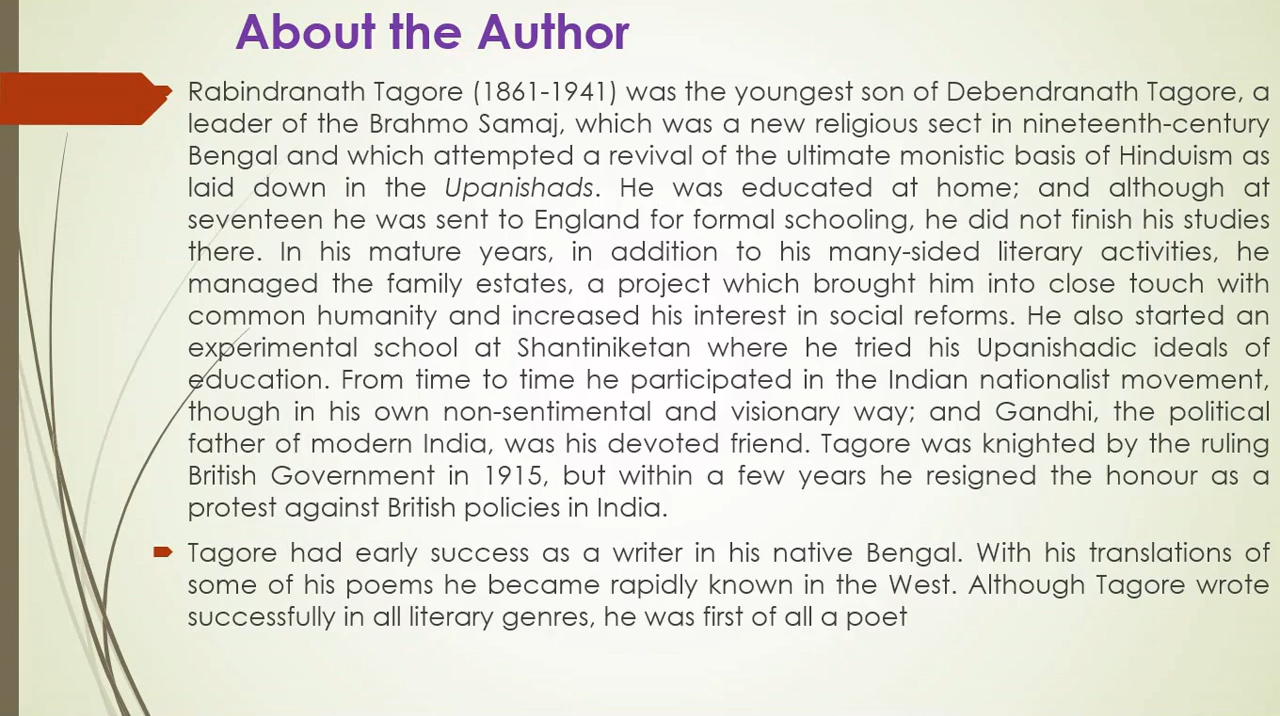 About the Author
Rabindranath Tagore (1861-1941) was the youngest son of Debendranath Tagore, a
leader of the Brahmo Samaj, which was a new religious sect in nineteenth-century
Bengal and which attempted a revival of the ultimate monistic basis of Hinduism as
laid down in the Upanishads. He was educated at home; and although at
seventeen he was sent to England for formal schooling, he did not finish his studies
there. In his mature years, in addition to his many-sided literary activities, he
managed the family estates, a project which brought him into close touch with
common humanity and increased his interest in social reforms. He also started an
experimental school at Shantiniketan where he tried his Upanishadic ideals of
education. From time to time he participated in the Indian nationalist movement,
though in his own non-sentimental and visionary way; and Gandhi, the political
father of modern India, was his devoted friend. Tagore was knighted by the ruling
British Government in 1915, but within a few years he resigned the honour as a
protest against British policies in India.
Tagore had early success as a writer in his native Bengal. With his translations of
some of his poems he became rapidly known in the West. Although Tagore wrote
successfully in all literary genres, he was first of all a poet